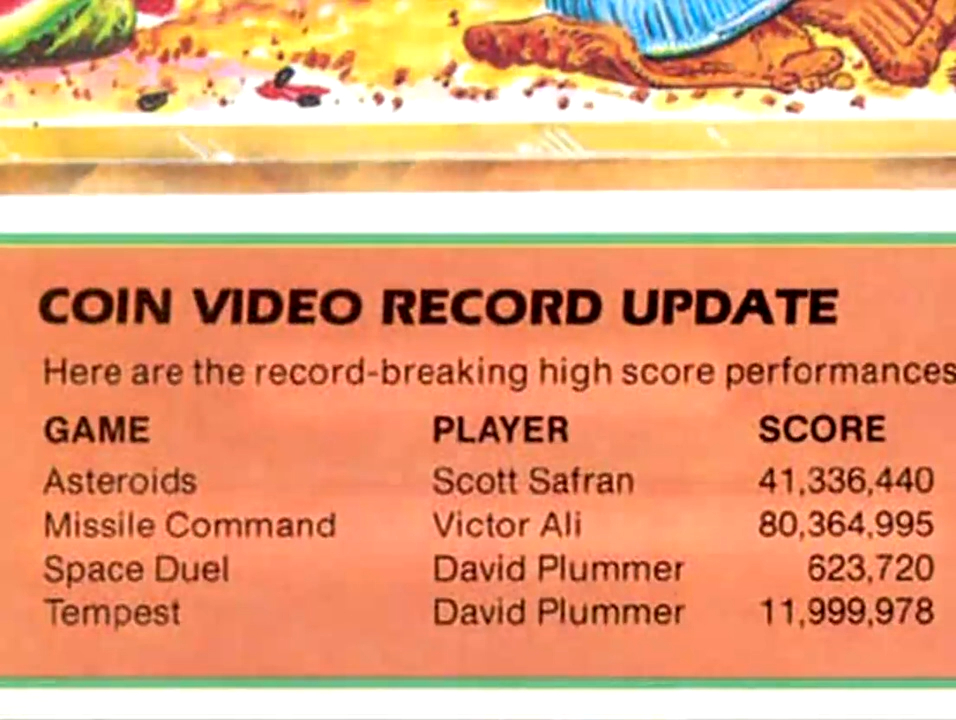 COIN VIDEO RECORD UPDATE
Here are the record-breaking high score performances
GAME PLAYER SCORE
Asteroids Scott Safran 41,336,440
Missile Command Victor Ali 80,364,995
Space Duel David Plummer 623,720
Tempest David Plummer 11,999,978